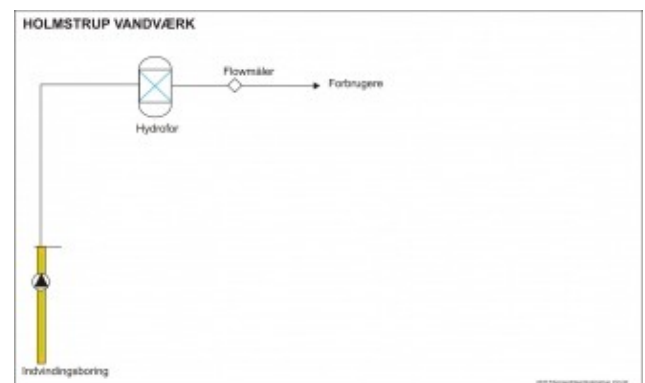 HOLMSTRUP VANDVÆRK
Flowmåler
Forbrugere
Hydrofor
Indvindingsboring